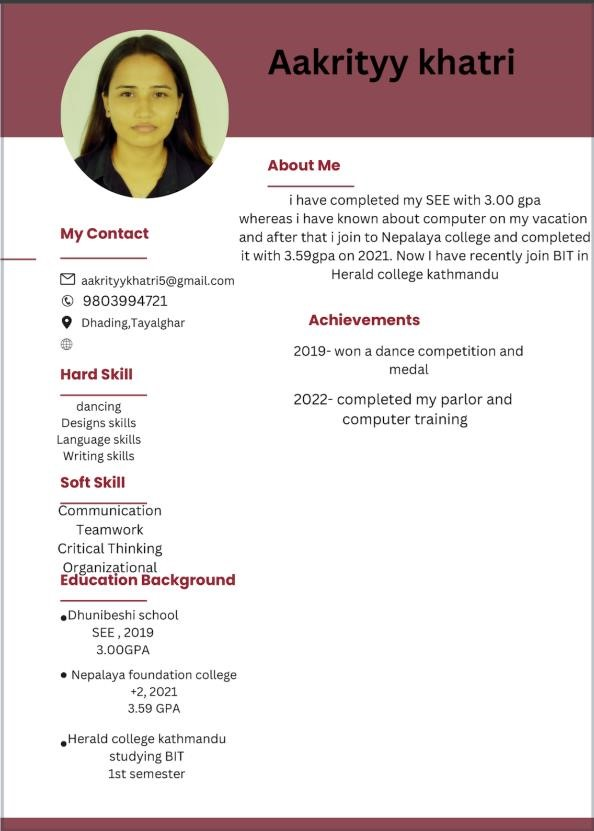 Aakrityy khatri
About Me
i have completed my SEE with 3.00 gpa
whereas i have known about computer on my vacation
and after that i join to Nepalaya college and completed
it with 3.59gpa on 2021. Now I have recently join BIT in
Herald college kathmandu
Achievements
2019- won a dance competition and
medal
2022- completed my parlor and
computer training
My Contact
aakrityykhatri5@gmail.com
9803994721
Dhading,Tayalghar
Hard Skill
dancing
Designs skills
Language skills
Writing skills
Soft Skill
Communication
Teamwork
Critical Thinking
Organizational
Education Background
Dhunibeshi school
SEE , 2019
3.00GPA
Nepalaya foundation college
+2, 2021
3.59 GPA
Herald college kathmandu
studying BIT
1st semester